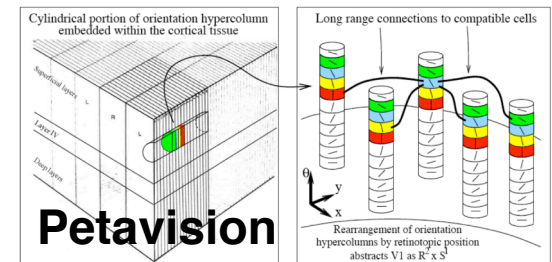 Cylindrical portion of orientation hypercolumn
embedded within the cortical tissue
Superficial layers
L
R
L
Layer IV
Deep layers
Petavision
Long range connections to compatible cells
θ
y
x
Rearrangement of orientation
hypercolumns by retinotopic position
abstracts V1 as R² x S¹